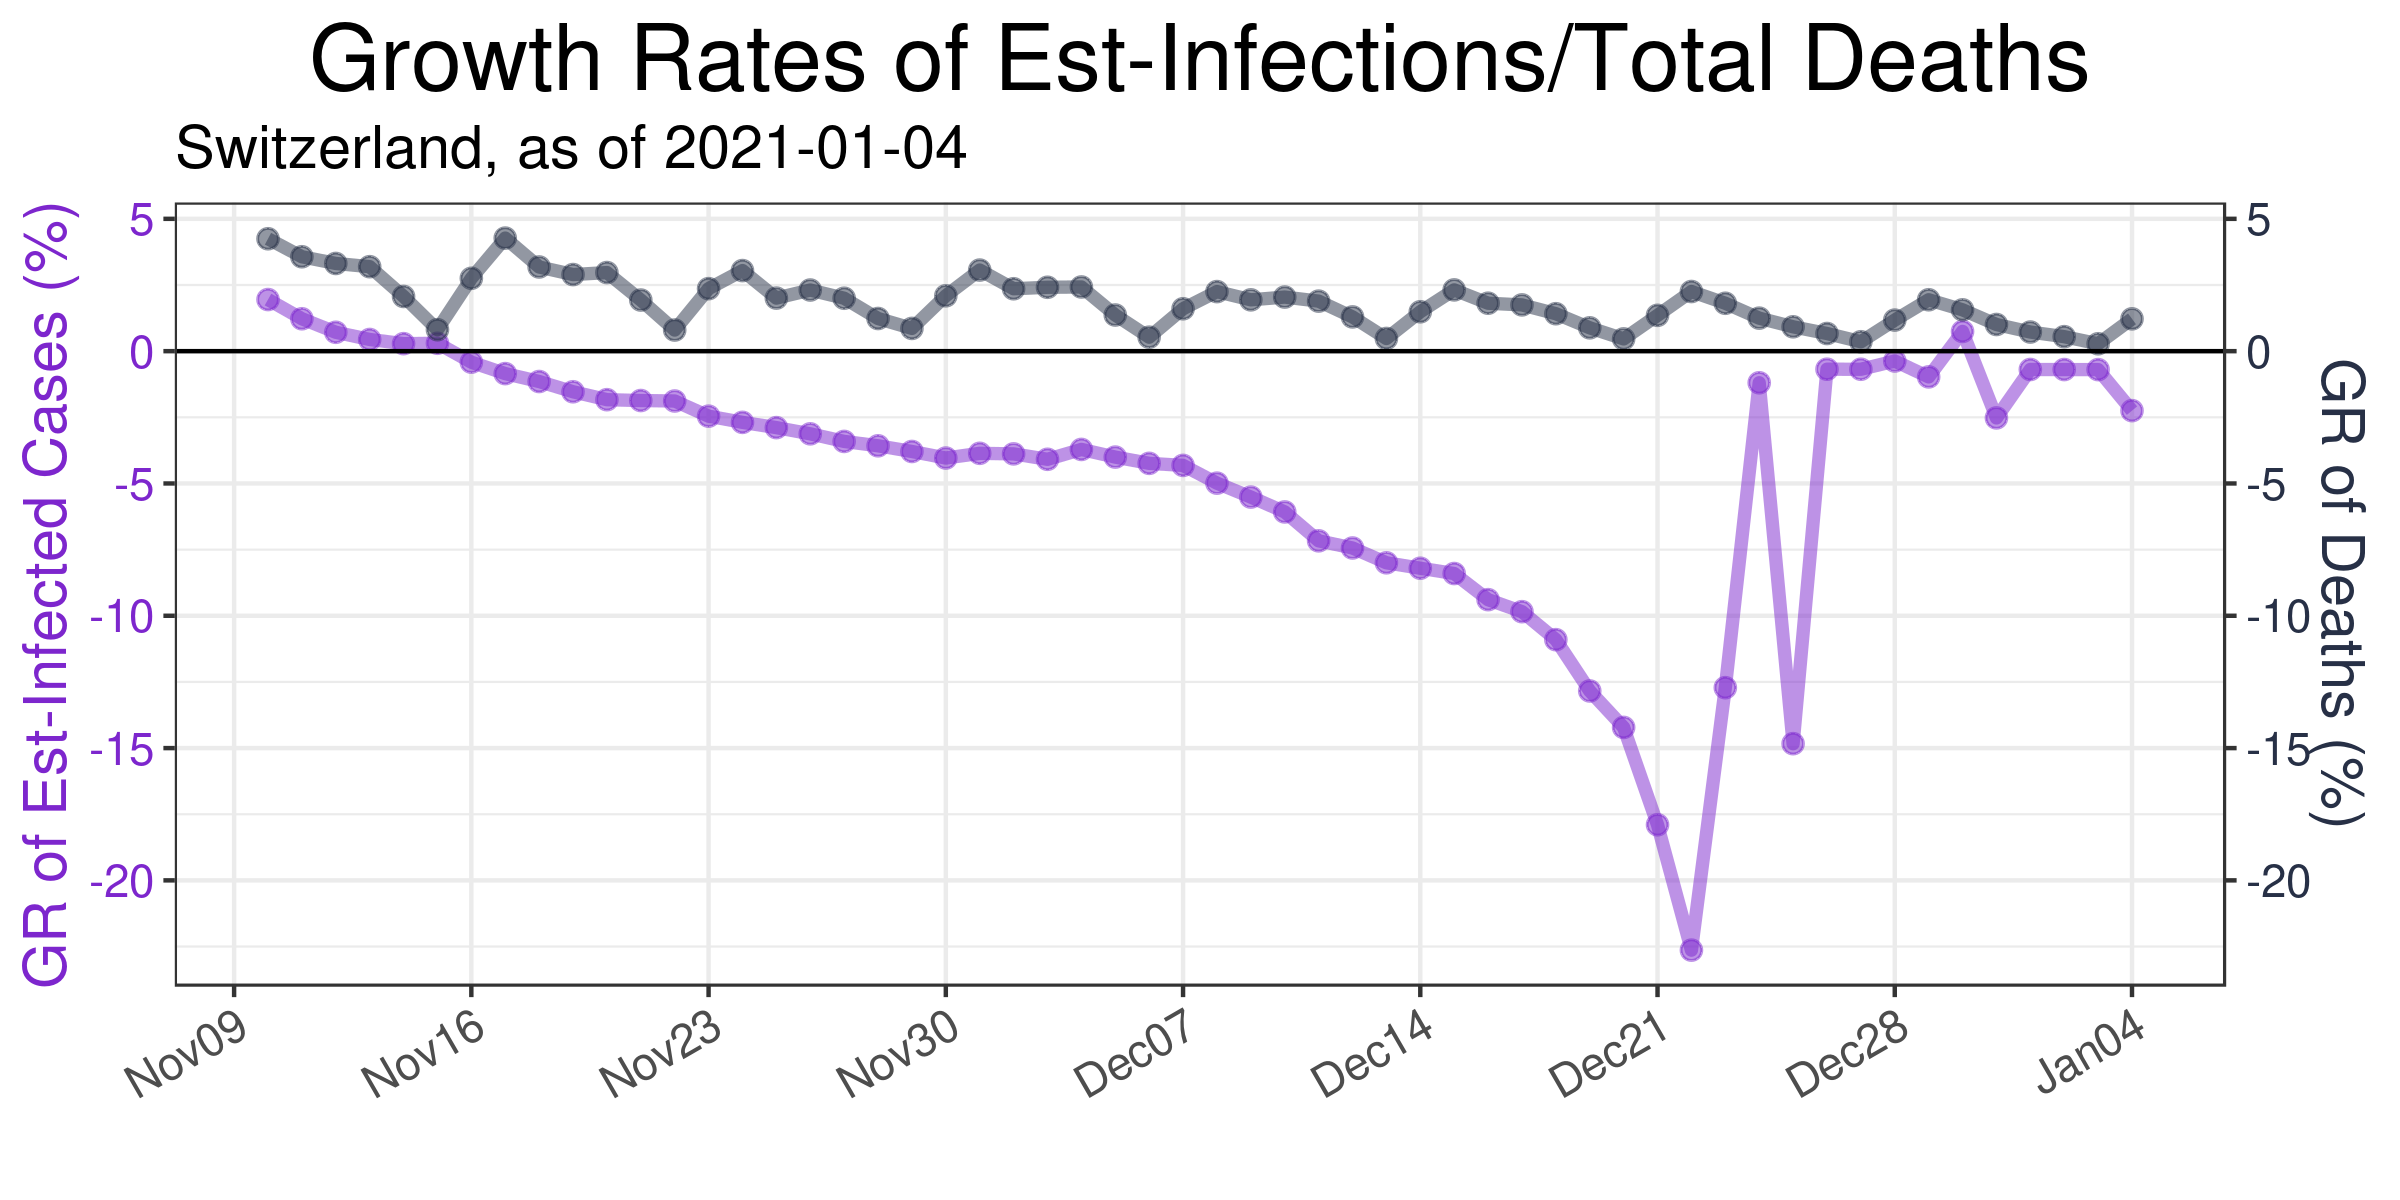 Growth Rates of Est-Infections/Total Deaths
Switzerland, as of 2021-01-04
GR of Est-Infected Cases (%)
5
0
-5
-10
-15
-20
5
0
-5
-10
-15
-20
GR of Deaths (%)
Nov09
Nov16
Nov23
Nov30
Dec07
Dec14
Dec21
Dec28
Jan04